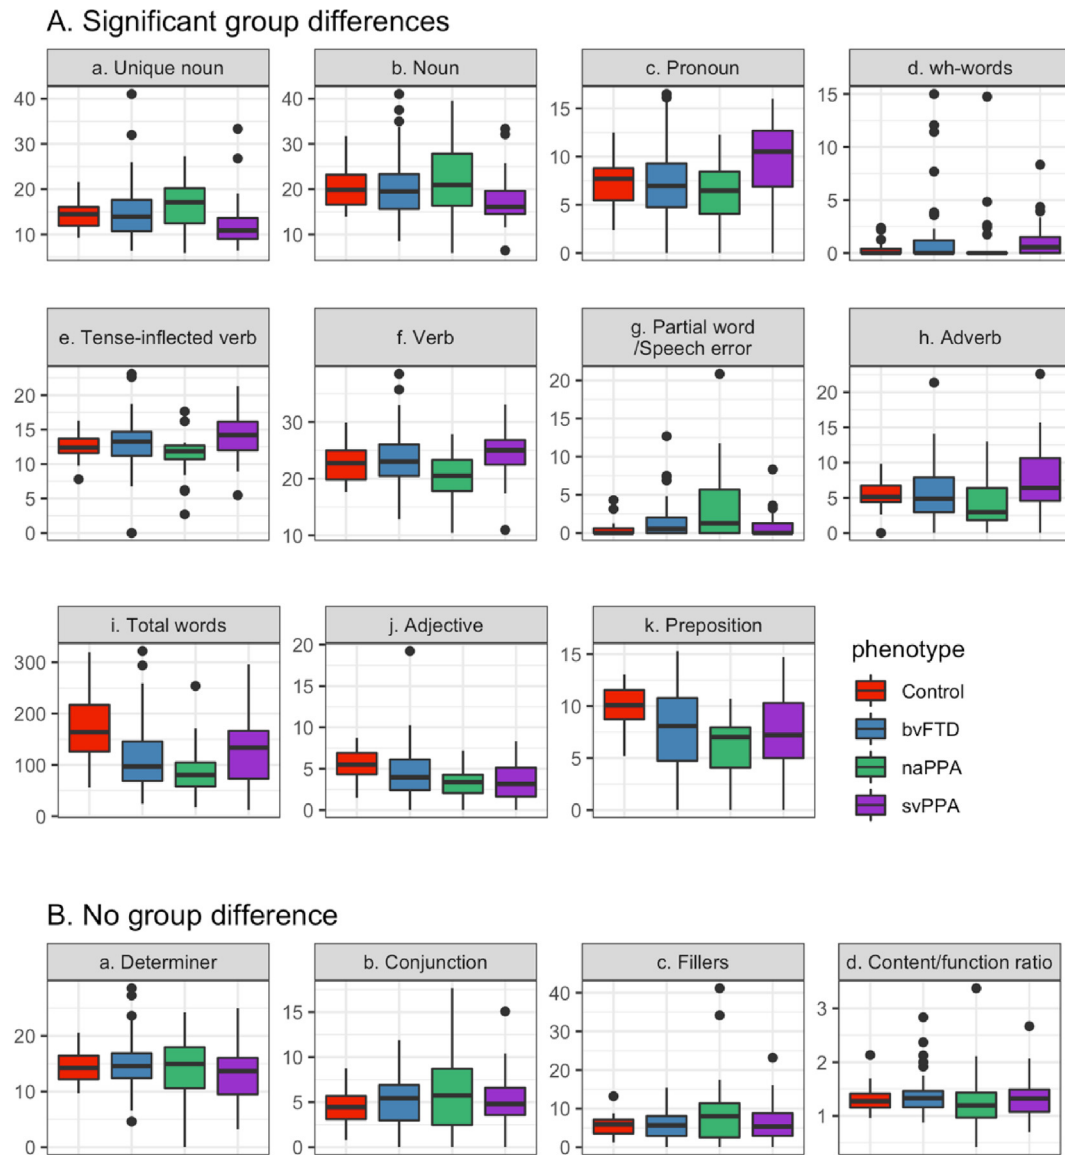 A. Significant group differences
a. Unique noun
b. Noun
c. Pronoun
d. wh-words
40
30
20
10
40
30
20
10
15
10
5
0
15
10
5
0
e. Tense-inflected verb
f. Verb
g. Partial word
/Speech error
h. Adverb
20
15
10
5
0
30
20
10
20
15
10
5
0
20
15
10
5
0
i. Total words
j. Adjective
k. Preposition
300
200
100
0
20
15
10
5
0
15
10
5
0
phenotype
Control
bvFTD
naPPA
svPPA
B. No group difference
a. Determiner
b. Conjunction
c. Fillers
d. Content/function ratio
20
10
0
15
10
5
0
40
30
20
10
0
3
2
1